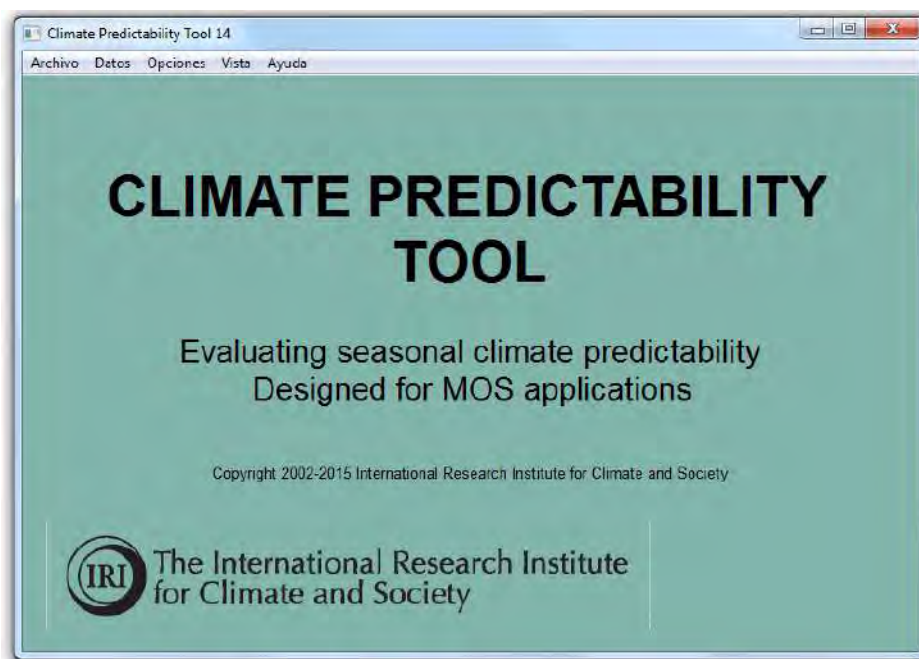 Climate Predictability Tool 14
Archivo Datos Opciones Vista Ayuda
CLIMATE PREDICTABILITY
TOOL
Evaluating seasonal climate predictability
Designed for MOS applications
Copyright 2002-2015 International Research Institute for Climate and Society
IRI
The International Research Institute
for Climate and Society